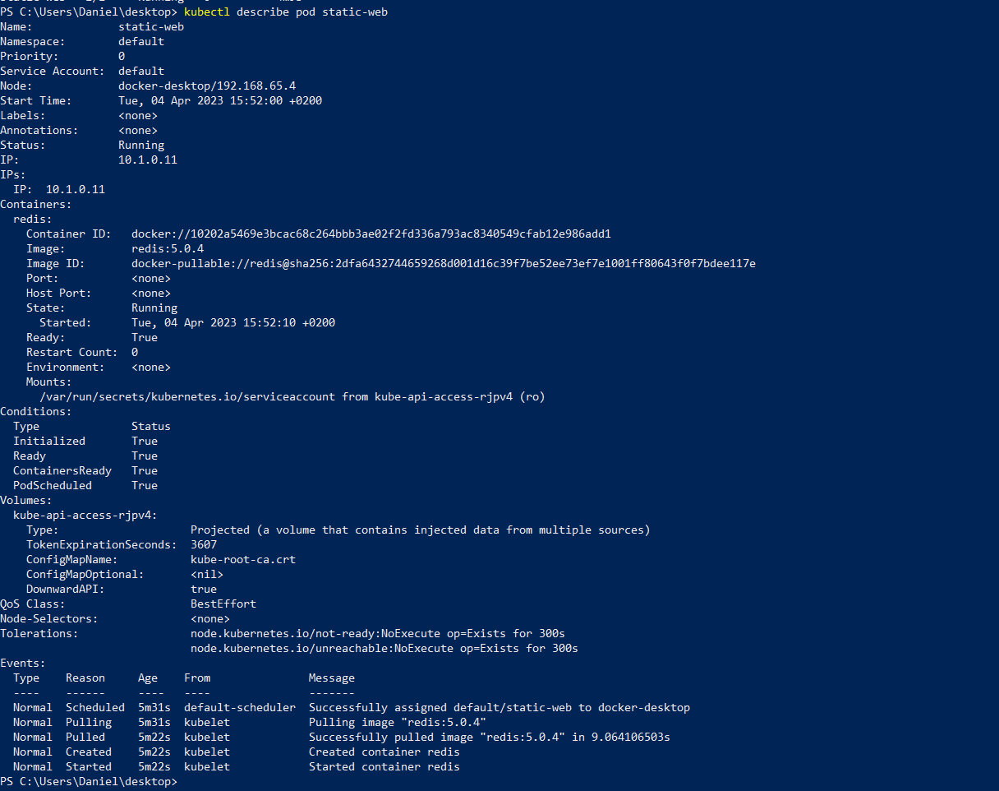 PS C:\Users\Daniel\desktop> kubectl describe pod static-web
Name:             static-web
Namespace:        default
Priority:         0
Service Account:  default
Node:             docker-desktop/192.168.65.4
Start Time:       Tue, 04 Apr 2023 15:52:00 +0200
Labels:           <none>
Annotations:      <none>
Status:           Running
IP:               10.1.0.11
IPs:
  IP:  10.1.0.11
Containers:
  redis:
    Container ID:   docker://10202a5469e3bcac68c264bbb3ae02f2fd336a793ac8340549cfab12e986add1
    Image:          redis:5.0.4
    Image ID:       docker-pullable://redis@sha256:2dfa6432744659268d001d16c39f7be52ee73ef7e1001ff80643f0f7bdee117e
    Port:           <none>
    Host Port:      <none>
    State:          Running
      Started:      Tue, 04 Apr 2023 15:52:10 +0200
    Ready:          True
    Restart Count:  0
    Environment:    <none>
    Mounts:
      /var/run/secrets/kubernetes.io/serviceaccount from kube-api-access-rjpv4 (ro)
Conditions:
  Type              Status
  Initialized       True
  Ready             True
  ContainersReady   True
  PodScheduled      True
Volumes:
  kube-api-access-rjpv4:
    Type:                    Projected (a volume that contains injected data from multiple sources)
    TokenExpirationSeconds:  3607
    ConfigMapName:           kube-root-ca.crt
    ConfigMapOptional:       <nil>
    DownwardAPI:             true
QoS Class:                   BestEffort
Node-Selectors:              <none>
Tolerations:                 node.kubernetes.io/not-ready:NoExecute op=Exists for 300s
                             node.kubernetes.io/unreachable:NoExecute op=Exists for 300s
Events:
  Type    Reason     Age    From               Message
  ----    ------     ----   ----               -------
  Normal  Scheduled  5m31s  default-scheduler  Successfully assigned default/static-web to docker-desktop
  Normal  Pulling    5m31s  kubelet            Pulling image "redis:5.0.4"
  Normal  Pulled     5m22s  kubelet            Successfully pulled image "redis:5.0.4" in 9.064106503s
  Normal  Created    5m22s  kubelet            Created container redis
  Normal  Started    5m22s  kubelet            Started container redis
PS C:\Users\Daniel\desktop>